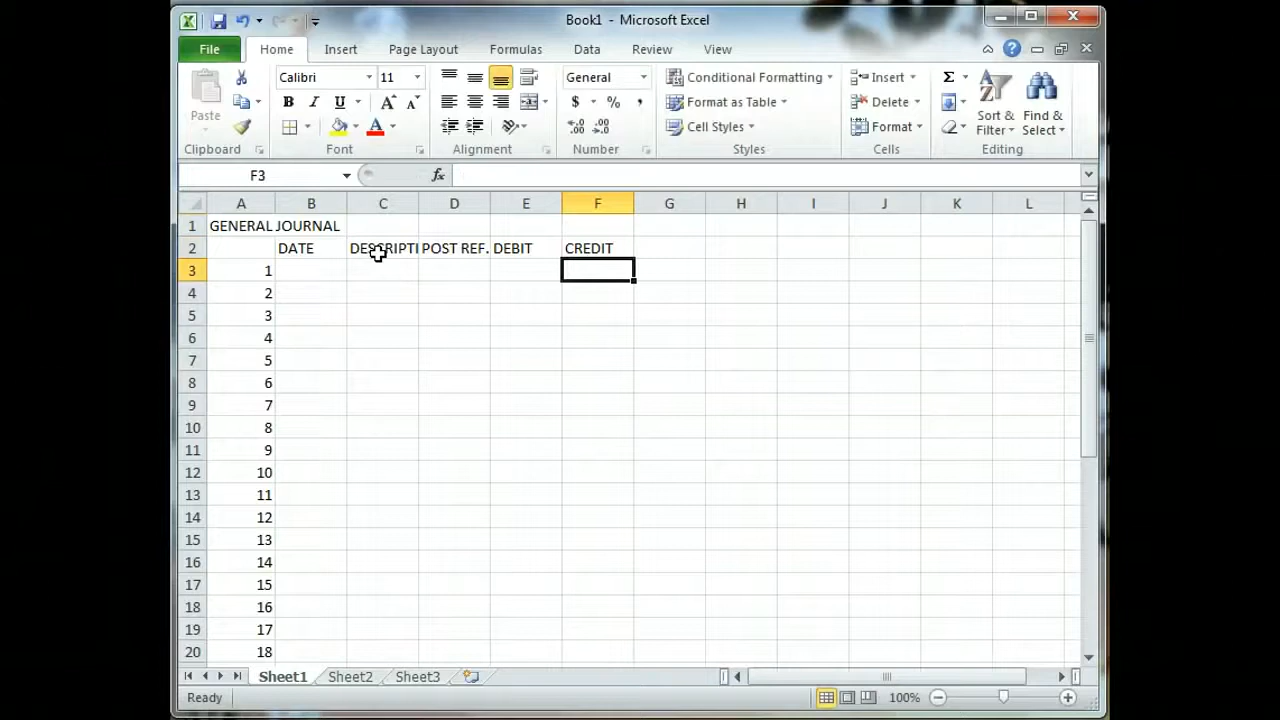 Book1 - Microsoft Excel
File Home Insert Page Layout Formulas Data Review View
Calibri 11 General Conditional Formatting Insert Σ
Paste B I U A A $ % , Format as Table Delete Sort & Find &
A Cell Styles Format Filter Select
Clipboard Font Alignment Number Styles Cells Editing
F3 fx
A B C D E F G H I J K L
1 GENERAL JOURNAL
2 DATE DESCRIPTI POST REF. DEBIT CREDIT
3 1
4 2
5 3
6 4
7 5
8 6
9 7
10 8
11 9
12 10
13 11
14 12
15 13
16 14
17 15
18 16
19 17
20 18
Sheet1 Sheet2 Sheet3
Ready 100%